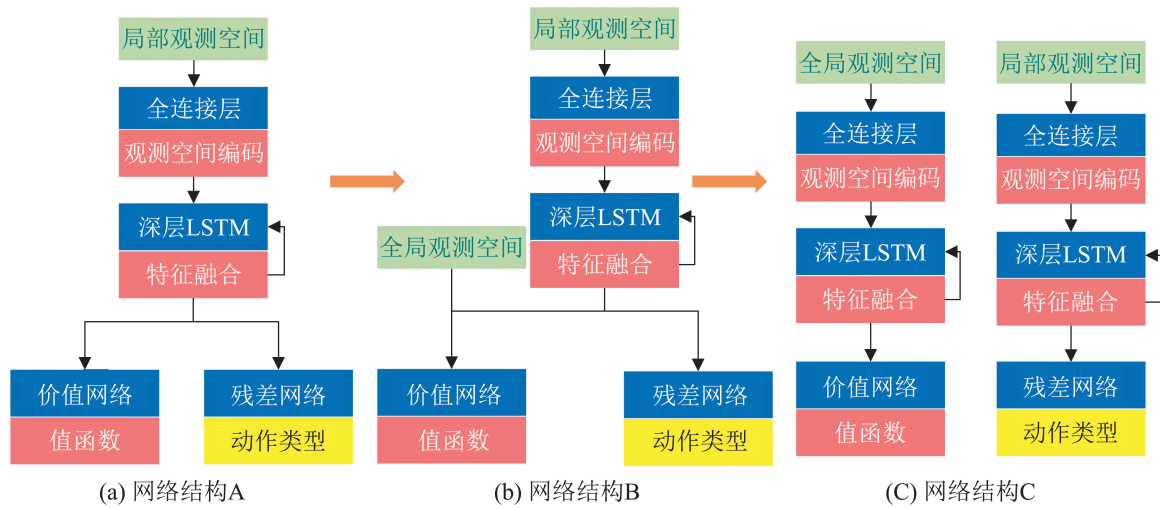 局部观测空间
全连接层
观测空间编码
深层LSTM
特征融合
价值网络
值函数
残差网络
动作类型
(a) 网络结构A
局部观测空间
全连接层
观测空间编码
深层LSTM
特征融合
全局观测空间
价值网络
值函数
残差网络
动作类型
(b) 网络结构B
全局观测空间
全连接层
观测空间编码
深层LSTM
特征融合
价值网络
值函数
局部观测空间
全连接层
观测空间编码
深层LSTM
特征融合
残差网络
动作类型
(C) 网络结构C